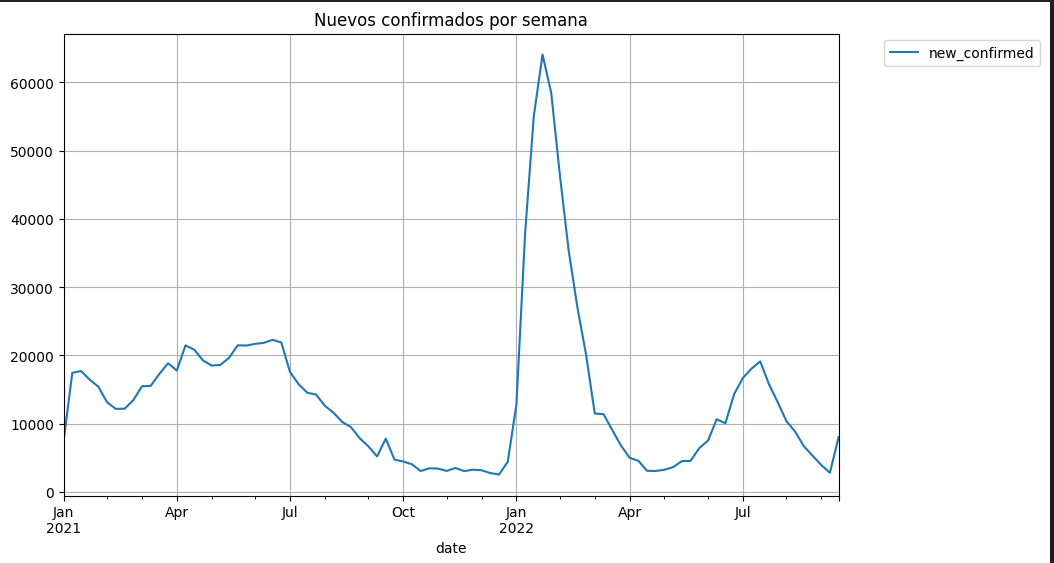 Nuevos confirmados por semana
new_confirmed
60000
50000
40000
30000
20000
10000
0
Jan Apr Jul Oct Jan Apr Jul
2021 2022
date